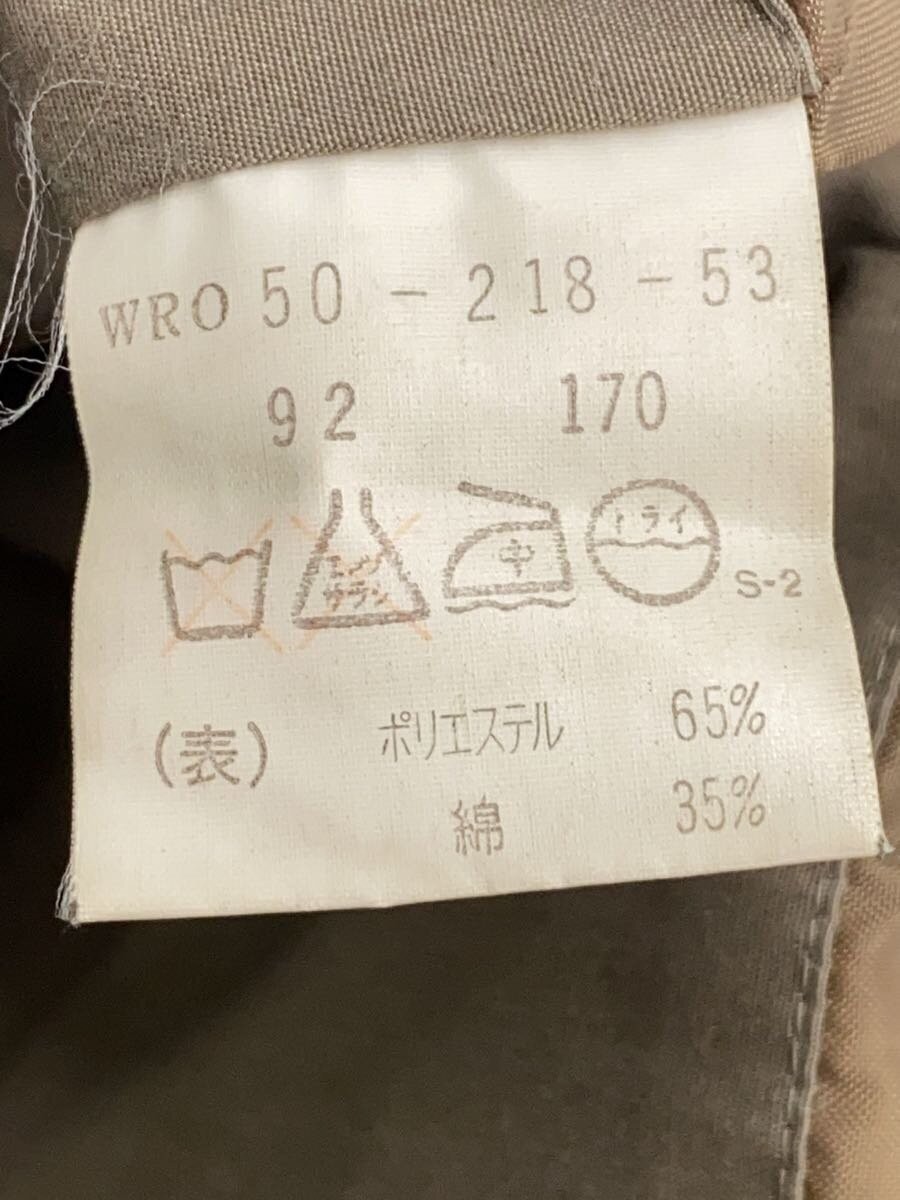 WRO 50-218-53
92 170
エンソ サラシ 中 ドライ S-2
(表) ポリエステル 65%
綿 35%